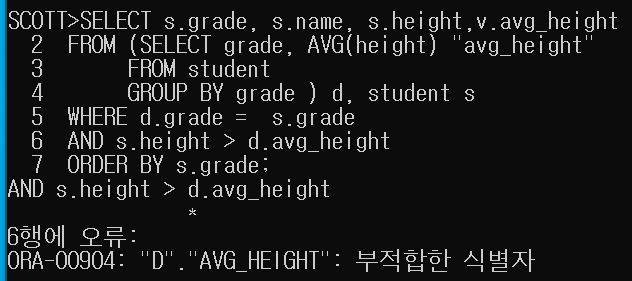 SCOTT>SELECT s.grade, s.name, s.height,v.avg_height
2 FROM (SELECT grade, AVG(height) "avg_height"
3 FROM student
4 GROUP BY grade ) d, student s
5 WHERE d.grade = s.grade
6 AND s.height > d.avg_height
7 ORDER BY s.grade;
AND s.height > d.avg_height
*
6행에 오류:
ORA-00904: "D"."AVG_HEIGHT": 부적합한 식별자